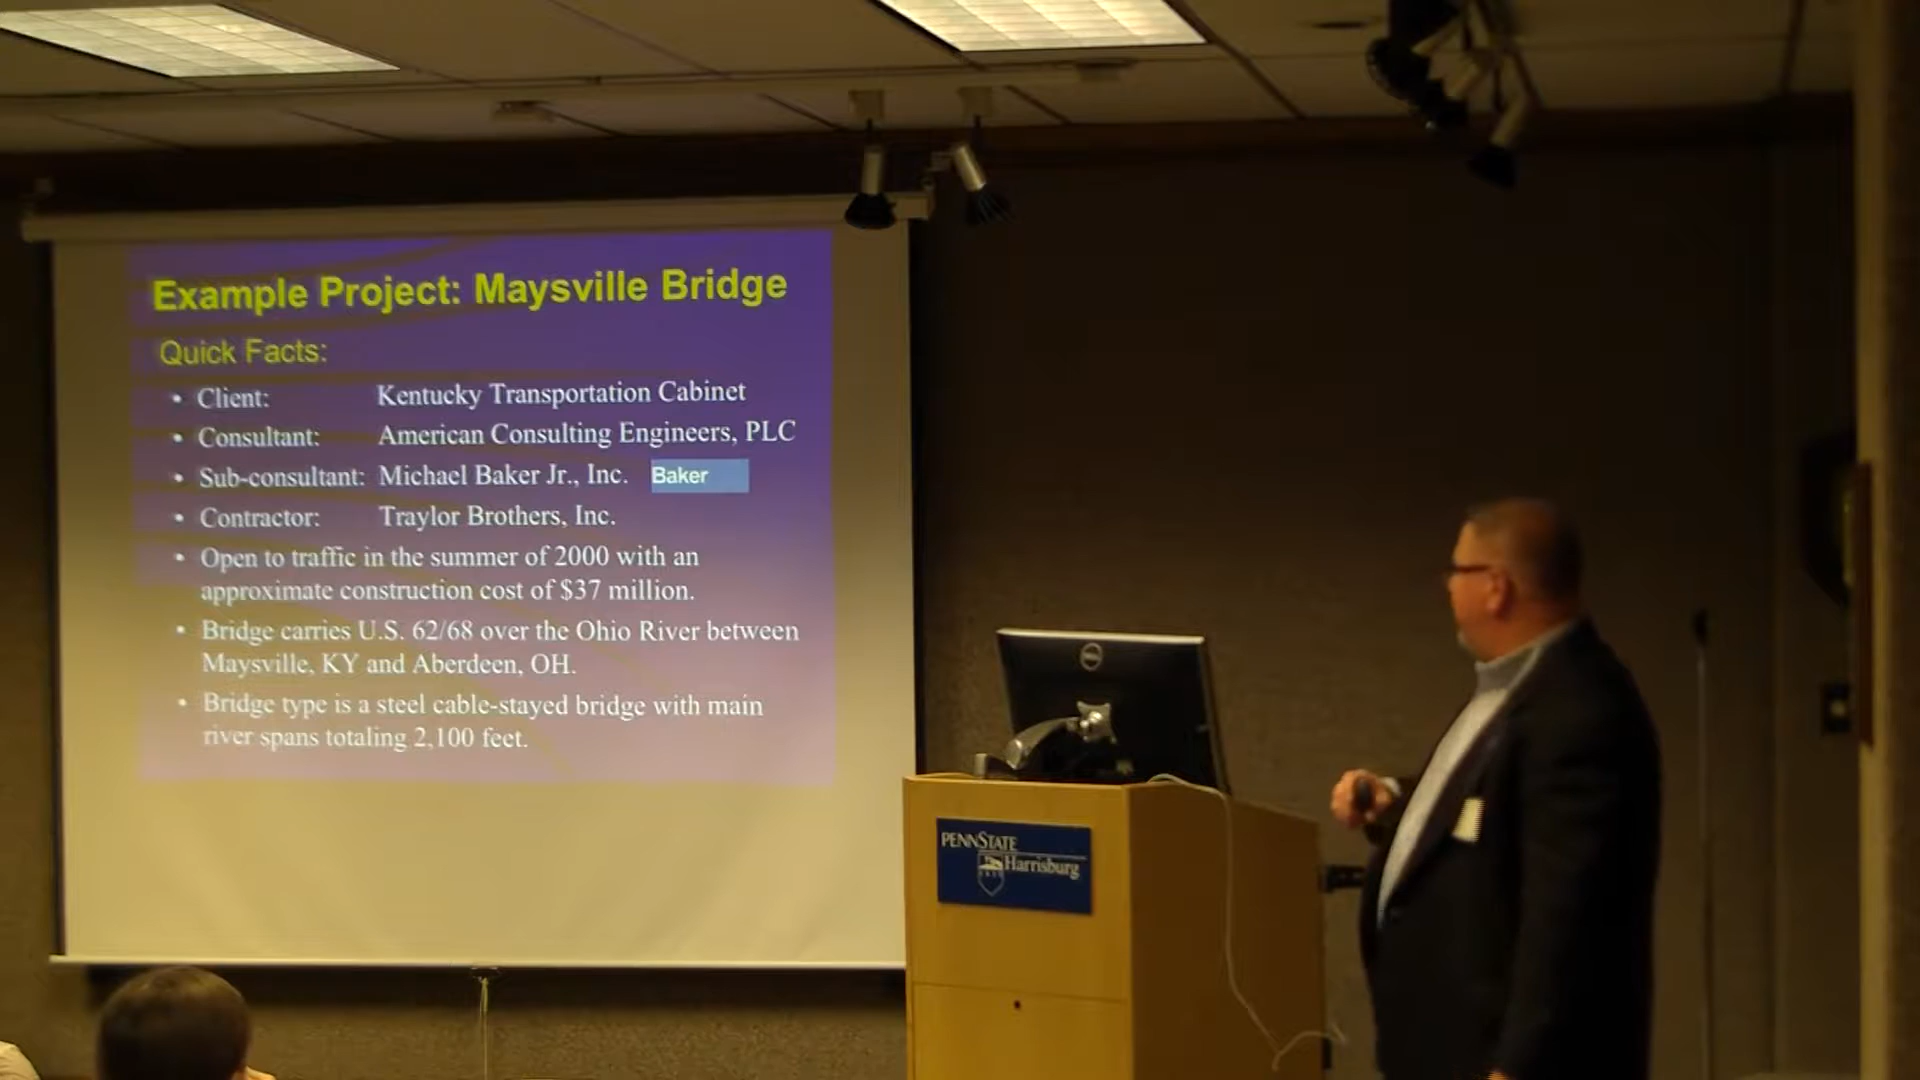 Example Project: Maysville Bridge
Quick Facts:
• Client: Kentucky Transportation Cabinet
• Consultant: American Consulting Engineers, PLC
• Sub-consultant: Michael Baker Jr., Inc. Baker
• Contractor: Traylor Brothers, Inc.
• Open to traffic in the summer of 2000 with an
approximate construction cost of $37 million.
• Bridge carries U.S. 62/68 over the Ohio River between
Maysville, KY and Aberdeen, OH.
• Bridge type is a steel cable-stayed bridge with main
river spans totaling 2,100 feet.
DELL
PENNSTATE
Harrisburg
1855